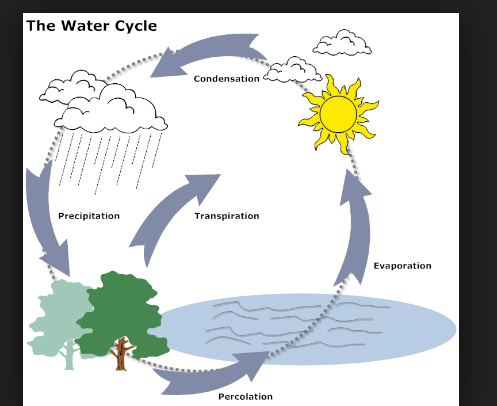 The Water Cycle
Condensation
Precipitation
Transpiration
Evaporation
Percolation